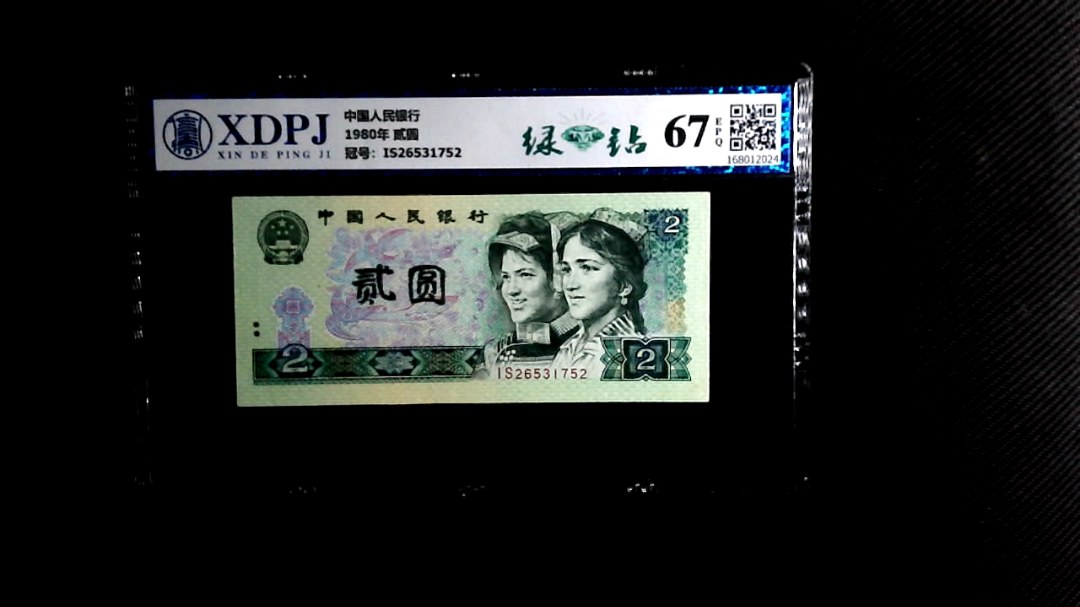 XDPJ
XIN DE PING JI
中国人民银行
1980年 贰圆
冠号：IS26531752
绿钻
67
EPQ
168012024
中国人民银行
2
贰圆
2
IS26531752
2